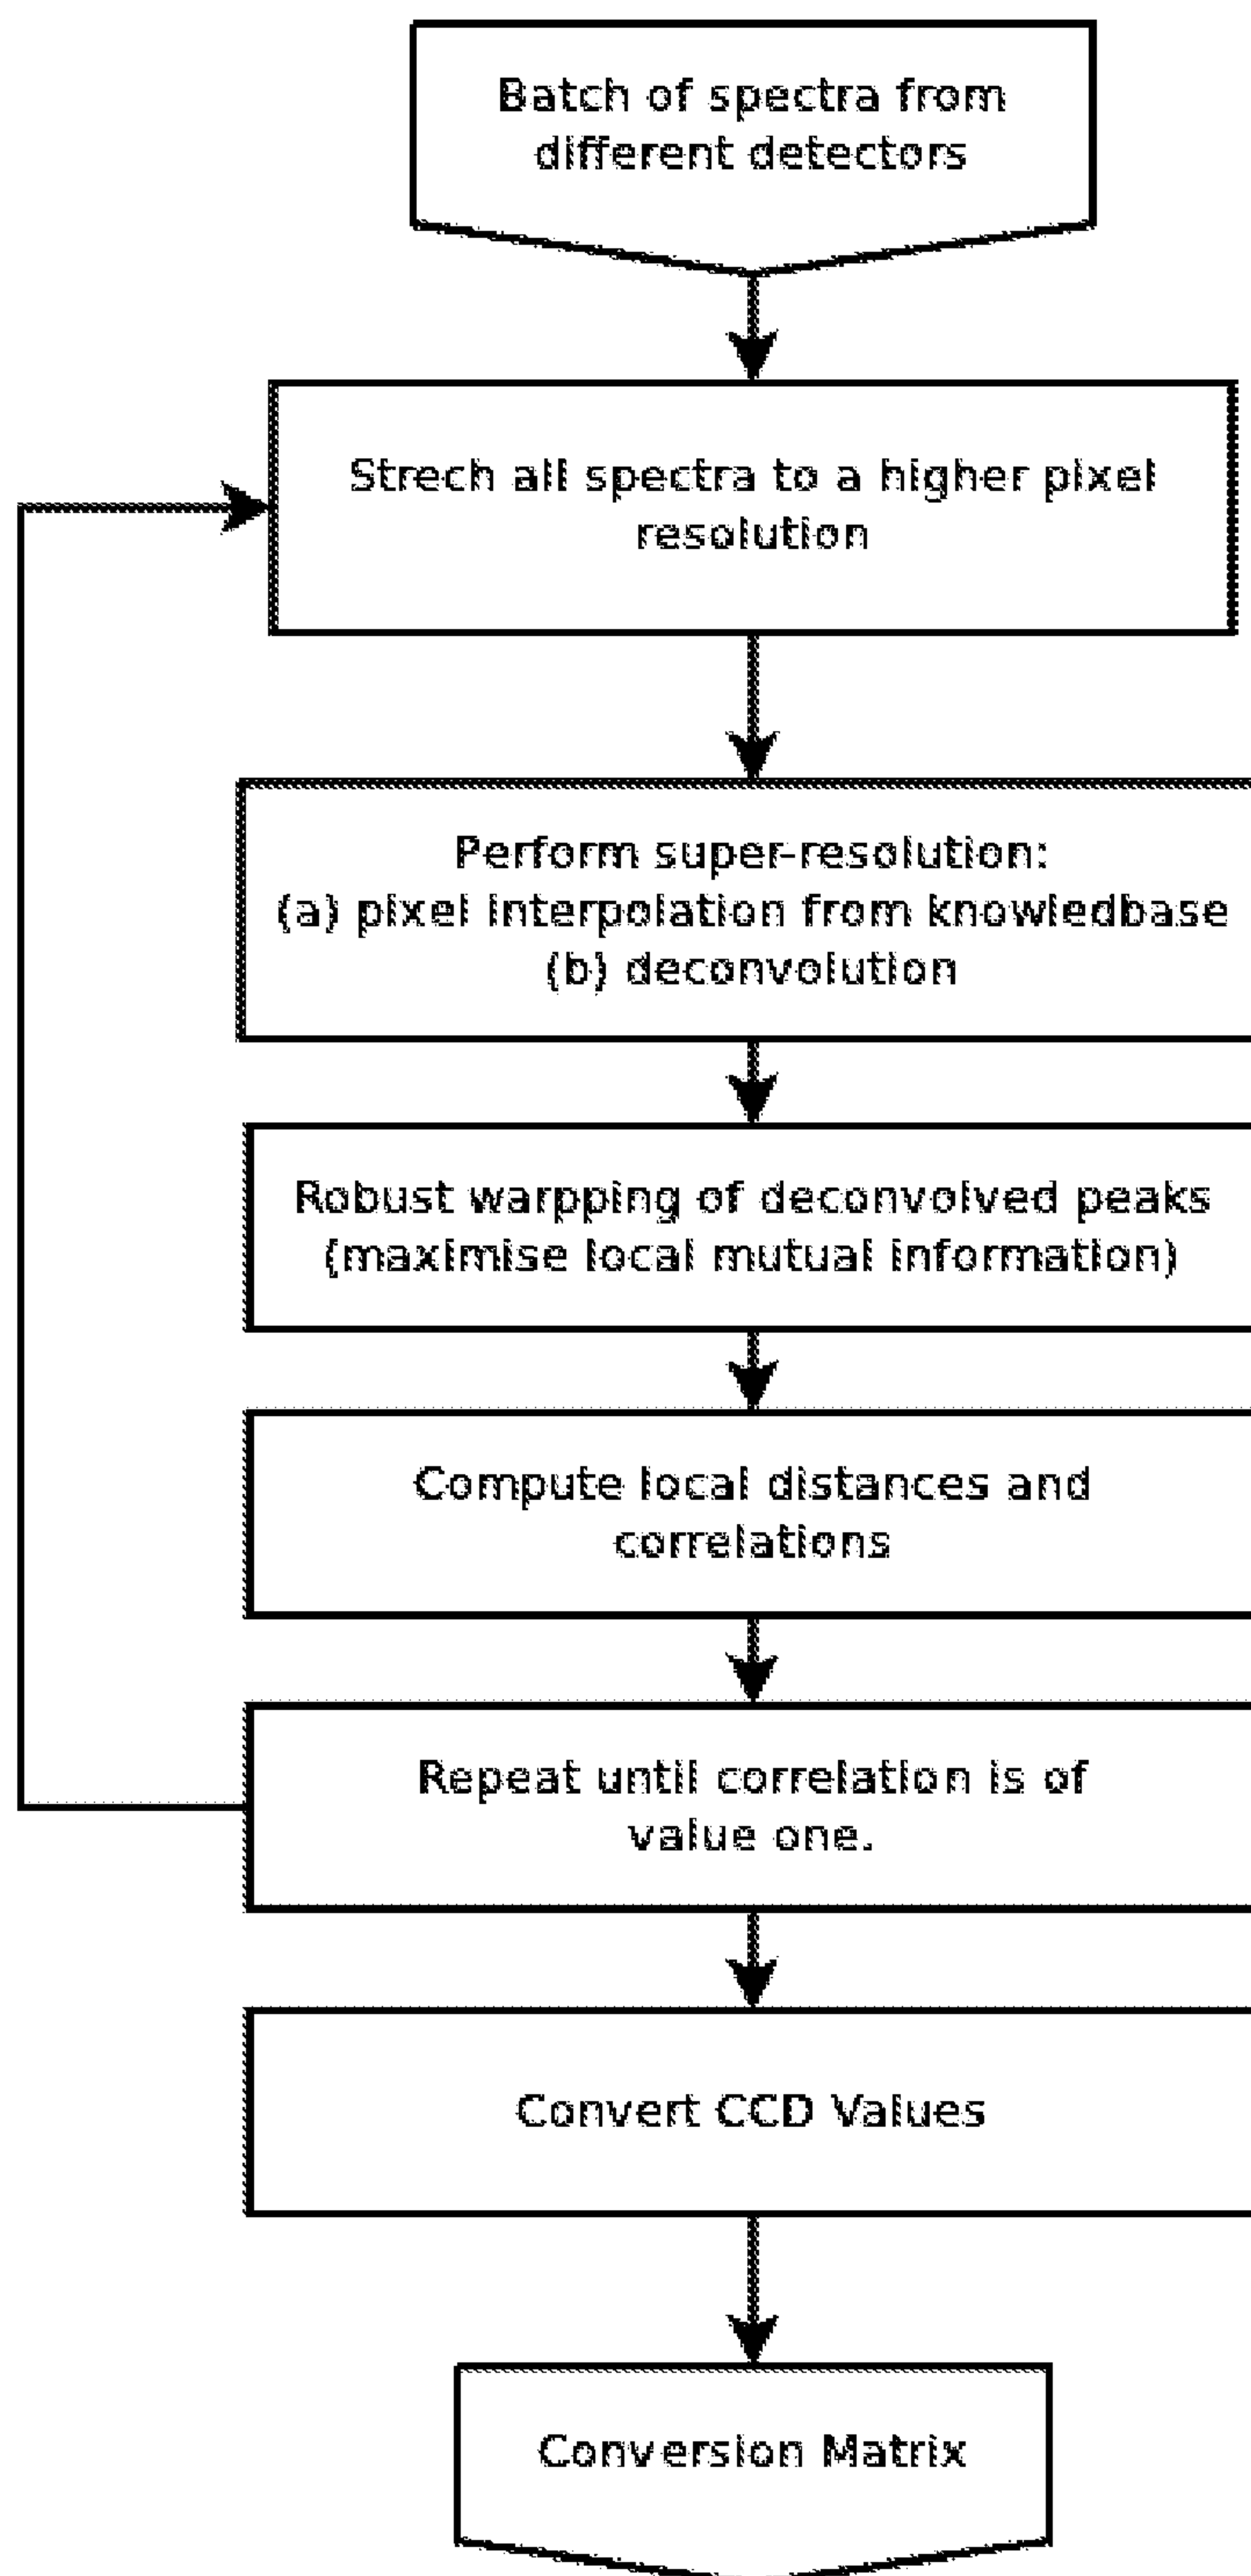 Batch of spectra from
different detectors
Strech all spectra to a higher pixel
resolution
Perform super-resolution:
(a) pixel interpolation from knowledbase
(b) deconvolution
Robust warpping of deconvolved peaks
(maximise local mutual information)
Compute local distances and
correlations
Repeat until correlation is of
value one.
Convert CCD Values
Conversion Matrix